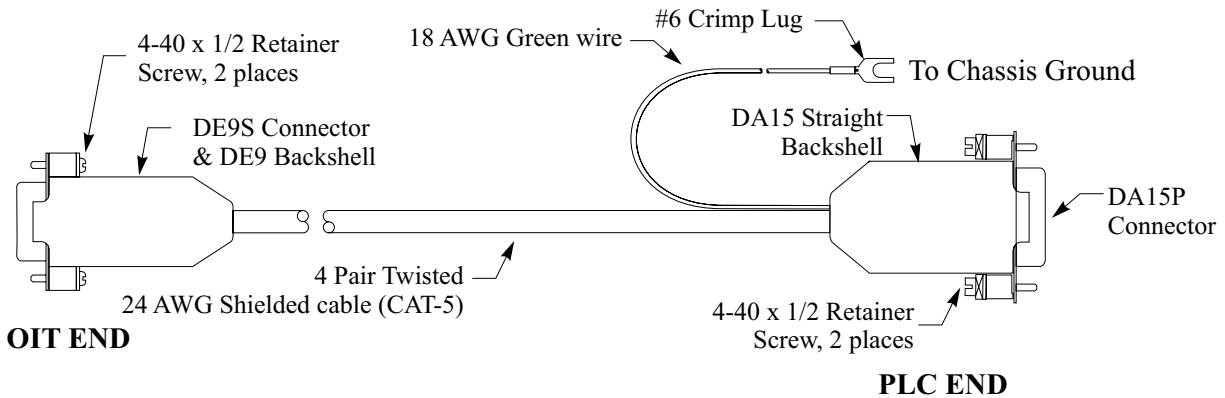 #6 Crimp Lug
18 AWG Green wire
4-40 x 1/2 Retainer
Screw, 2 places
To Chassis Ground
DE9S Connector
& DE9 Backshell
DA15 Straight
Backshell
DA15P
Connector
4 Pair Twisted
24 AWG Shielded cable (CAT-5)
4-40 x 1/2 Retainer
Screw, 2 places
OIT END
PLC END